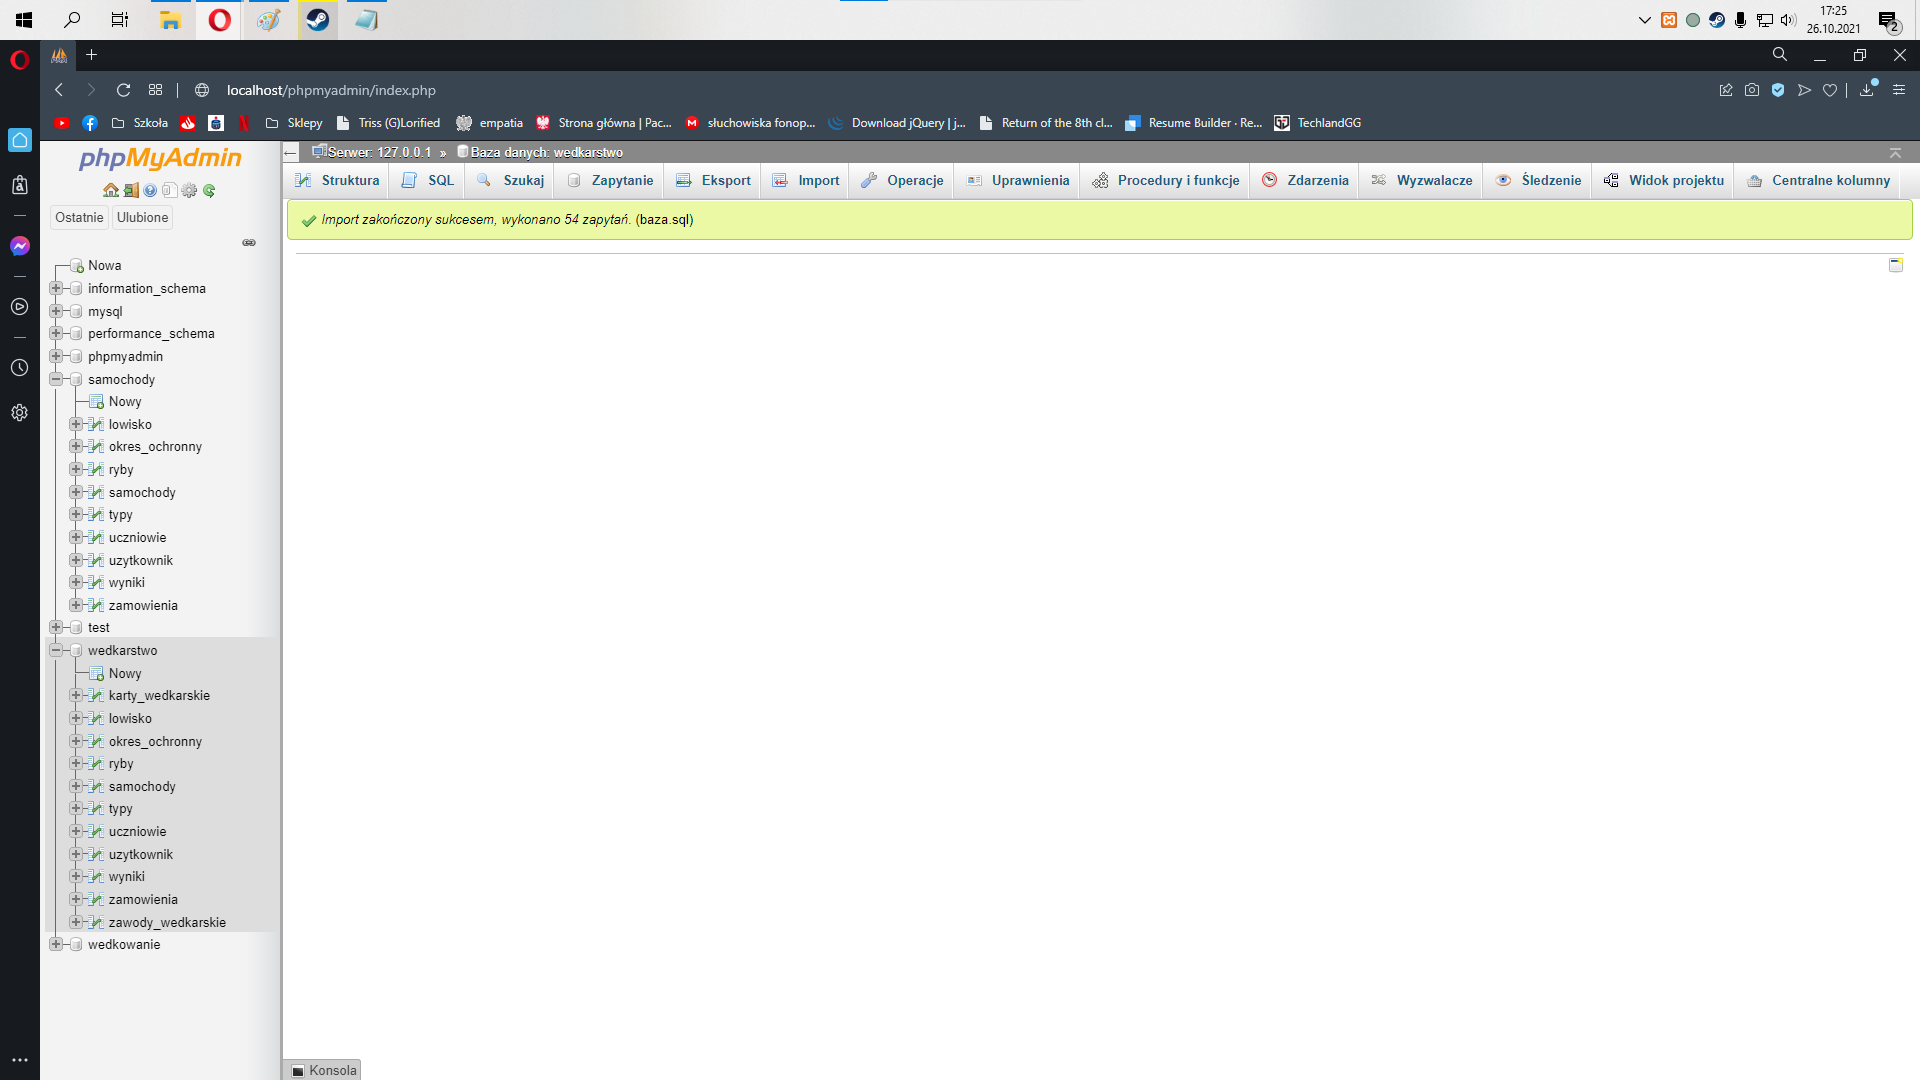 17:25
26.10.2021
2
localhost/phpmyadmin/index.php
Szkoła
Sklepy
Triss (G)Lorified
empatia
Strona główna | Pac...
słuchowiska fonop...
Download jQuery | j...
Return of the 8th cl...
Resume Builder · Re...
TechlandGG
phpMyAdmin
Ostatnie
Ulubione
Nowa
information_schema
mysql
performance_schema
phpmyadmin
samochody
Nowy
lowisko
okres_ochronny
ryby
samochody
typy
uczniowie
uzytkownik
wyniki
zamowienia
test
wedkarstwo
Nowy
karty_wedkarskie
lowisko
okres_ochronny
ryby
samochody
typy
uczniowie
uzytkownik
wyniki
zamowienia
zawody_wedkarskie
wedkowanie
Serwer: 127.0.0.1 » Baza danych: wedkarstwo
Struktura
SQL
Szukaj
Zapytanie
Eksport
Import
Operacje
Uprawnienia
Procedury i funkcje
Zdarzenia
Wyzwalacze
Śledzenie
Widok projektu
Centralne kolumny
Import zakończony sukcesem, wykonano 54 zapytań. (baza.sql)
Konsola